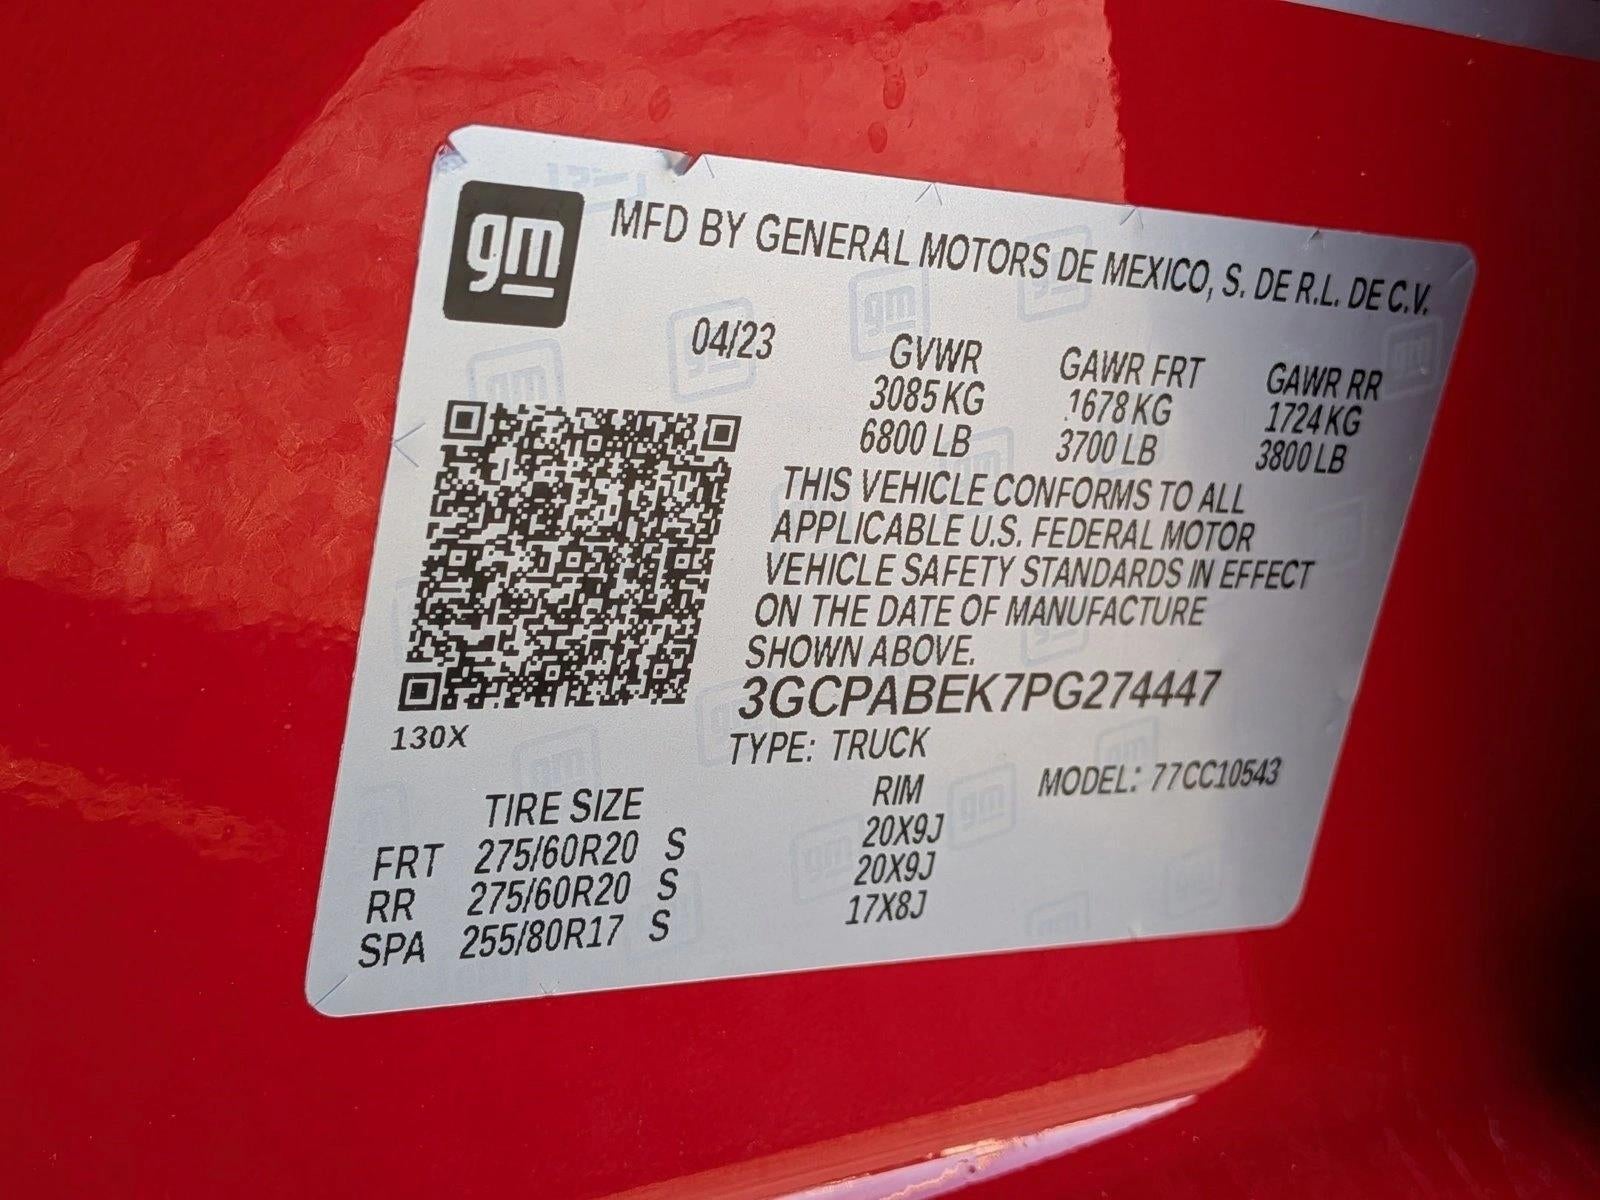 gm MFD BY GENERAL MOTORS DE MEXICO, S. DE R.L. DE C.V.
04/23 GVWR GAWR FRT GAWR RR
3085 KG 1678 KG 1724 KG
6800 LB 3700 LB 3800 LB
THIS VEHICLE CONFORMS TO ALL
APPLICABLE U.S. FEDERAL MOTOR
VEHICLE SAFETY STANDARDS IN EFFECT
ON THE DATE OF MANUFACTURE
SHOWN ABOVE.
3GCPABEK7PG274447
130X
TYPE: TRUCK
MODEL: 77CC10543
TIRE SIZE RIM
FRT 275/60R20 S 20X9J
RR 275/60R20 S 20X9J
SPA 255/80R17 S 17X8J